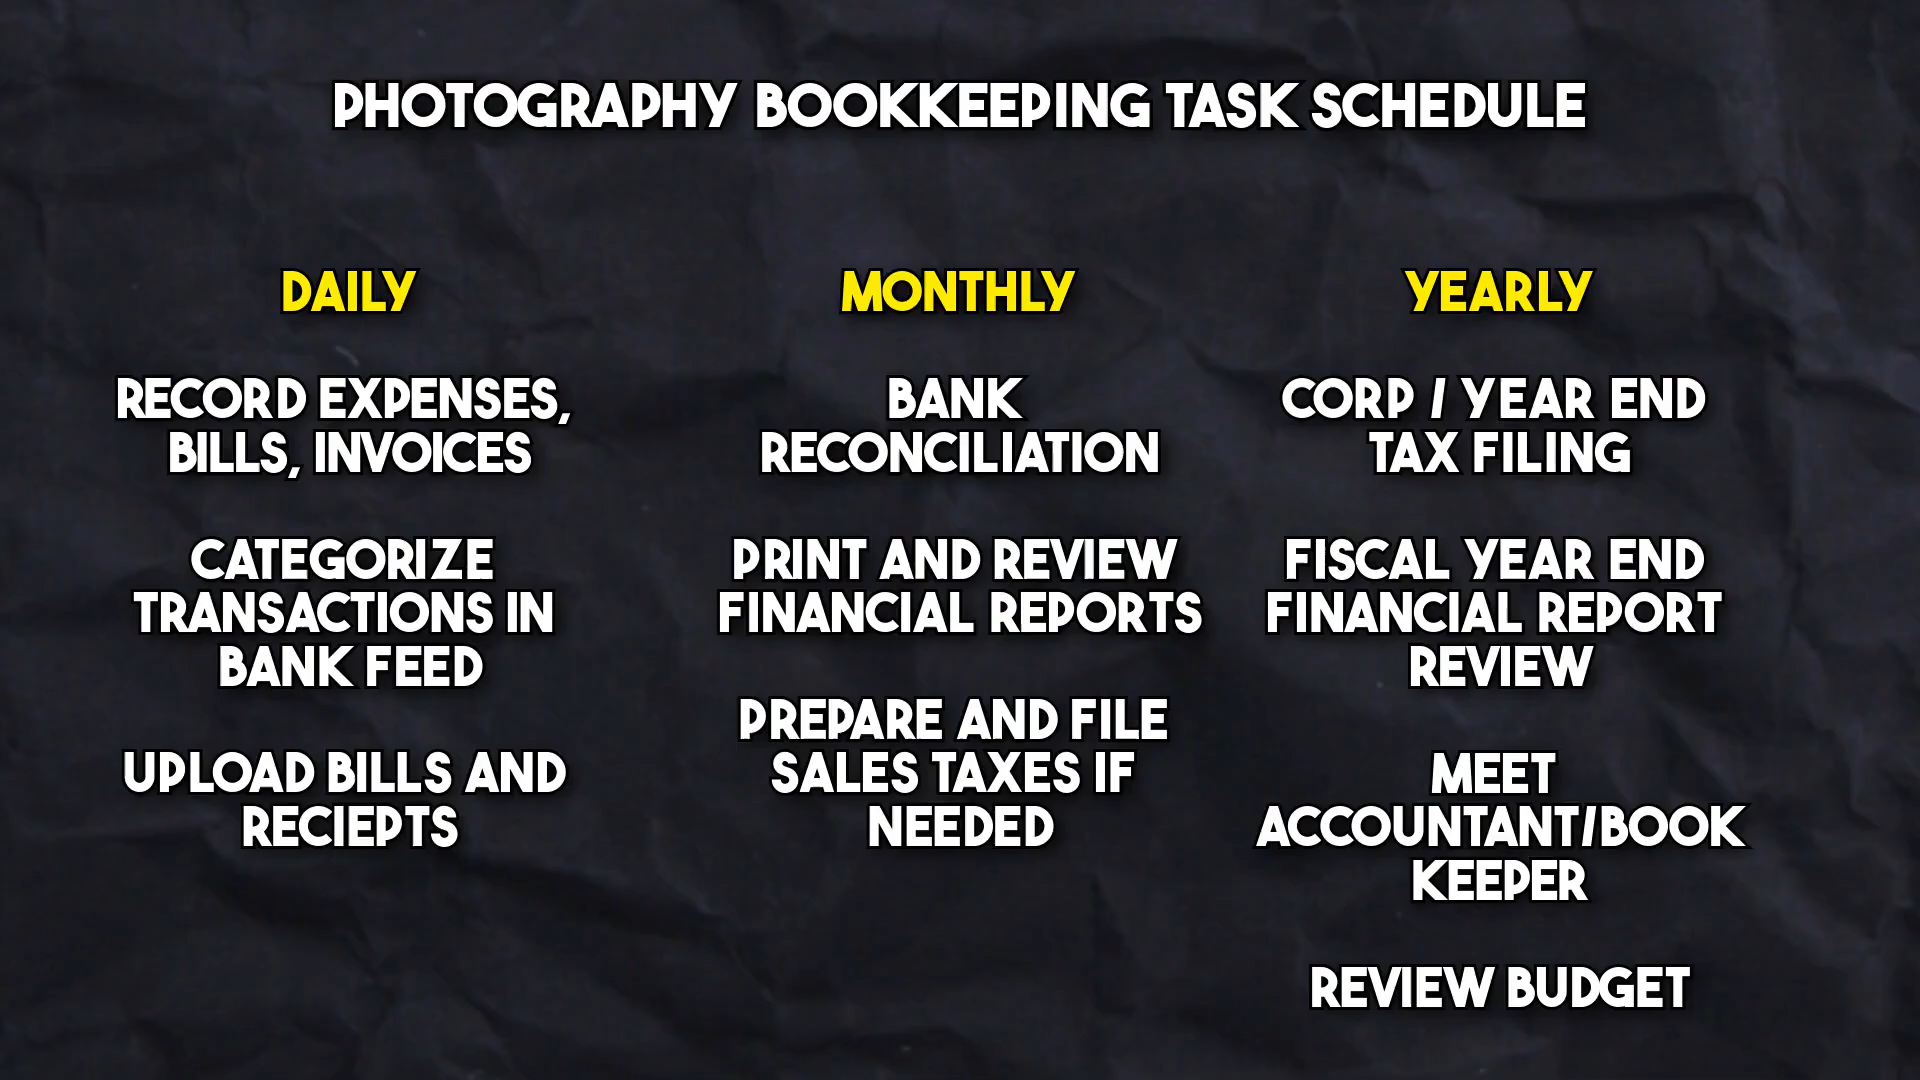 PHOTOGRAPHY BOOKKEEPING TASK SCHEDULE
DAILY
RECORD EXPENSES,
BILLS, INVOICES
CATEGORIZE
TRANSACTIONS IN
BANK FEED
UPLOAD BILLS AND
RECIEPTS
MONTHLY
BANK
RECONCILIATION
PRINT AND REVIEW
FINANCIAL REPORTS
PREPARE AND FILE
SALES TAXES IF
NEEDED
YEARLY
CORP / YEAR END
TAX FILING
FISCAL YEAR END
FINANCIAL REPORT
REVIEW
MEET
ACCOUNTANT/BOOK
KEEPER
REVIEW BUDGET